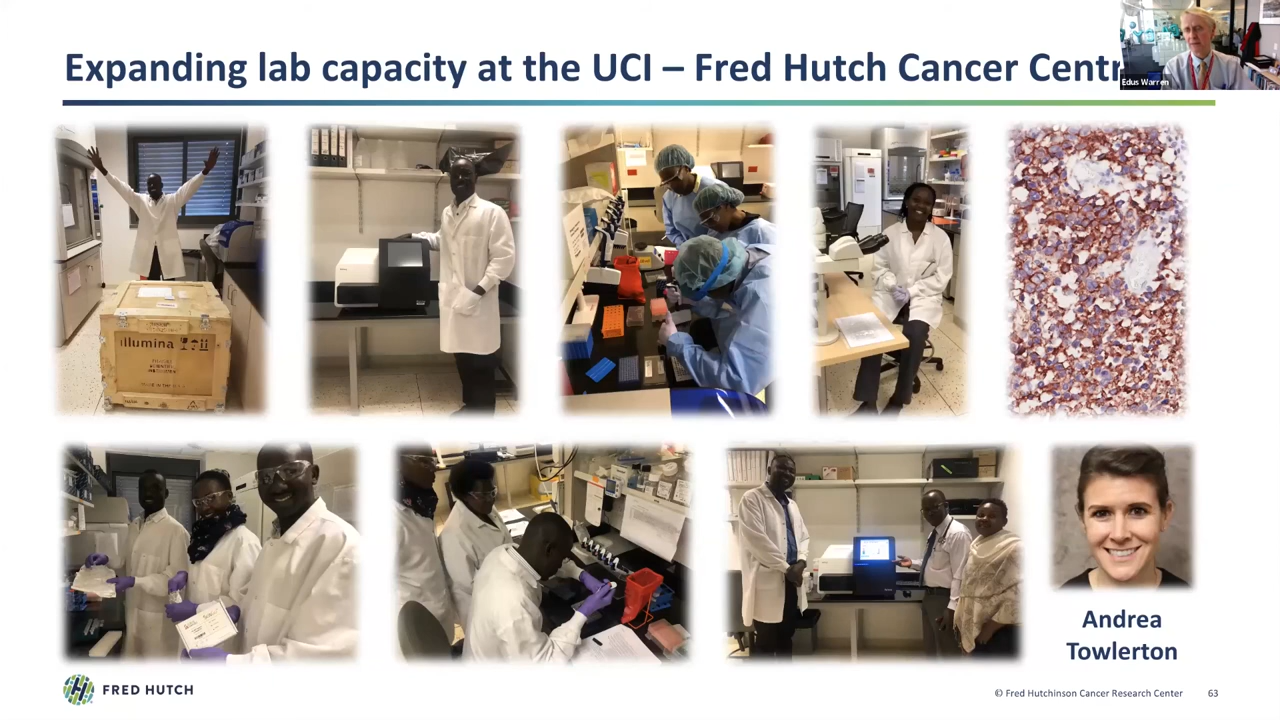 Expanding lab capacity at the UCI – Fred Hutch Cancer Centr
Edus Warren
illumina
Andrea
Towlerton
FRED HUTCH
© Fred Hutchinson Cancer Research Center
63